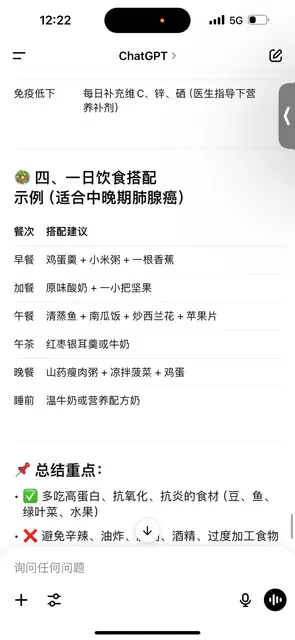 12:22
5G
ChatGPT >
免疫低下 每日补充维C、锌、硒（医生指导下营
养补剂）
四、一日饮食搭配
示例（适合中晚期肺腺癌）
餐次 搭配建议
早餐 鸡蛋羹 + 小米粥 + 一根香蕉
加餐 原味酸奶 + 一小把坚果
午餐 清蒸鱼 + 南瓜饭 + 炒西兰花 + 苹果片
午茶 红枣银耳羹或牛奶
晚餐 山药瘦肉粥 + 凉拌菠菜 + 鸡蛋
睡前 温牛奶或营养配方奶
📌 总结重点：
• ✅ 多吃高蛋白、抗氧化、抗炎的食材（豆、鱼、
绿叶菜、水果）
• ❌ 避免辛辣、油炸、、酒精、过度加工食物
询问任何问题